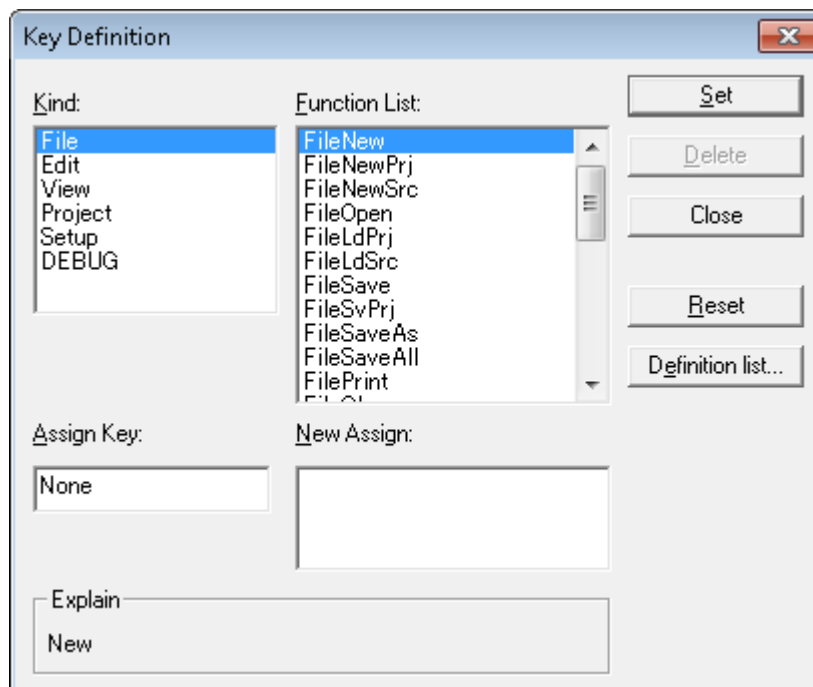 Key Definition
Kind:
File
Edit
View
Project
Setup
DEBUG
Function List:
FileNew
FileNewPrj
FileNewSrc
FileOpen
FileLdPrj
FileLdSrc
FileSave
FileSvPrj
FileSaveAs
FileSaveAll
FilePrint
Set
Delete
Close
Reset
Definition list...
Assign Key:
None
New Assign:
Explain
New